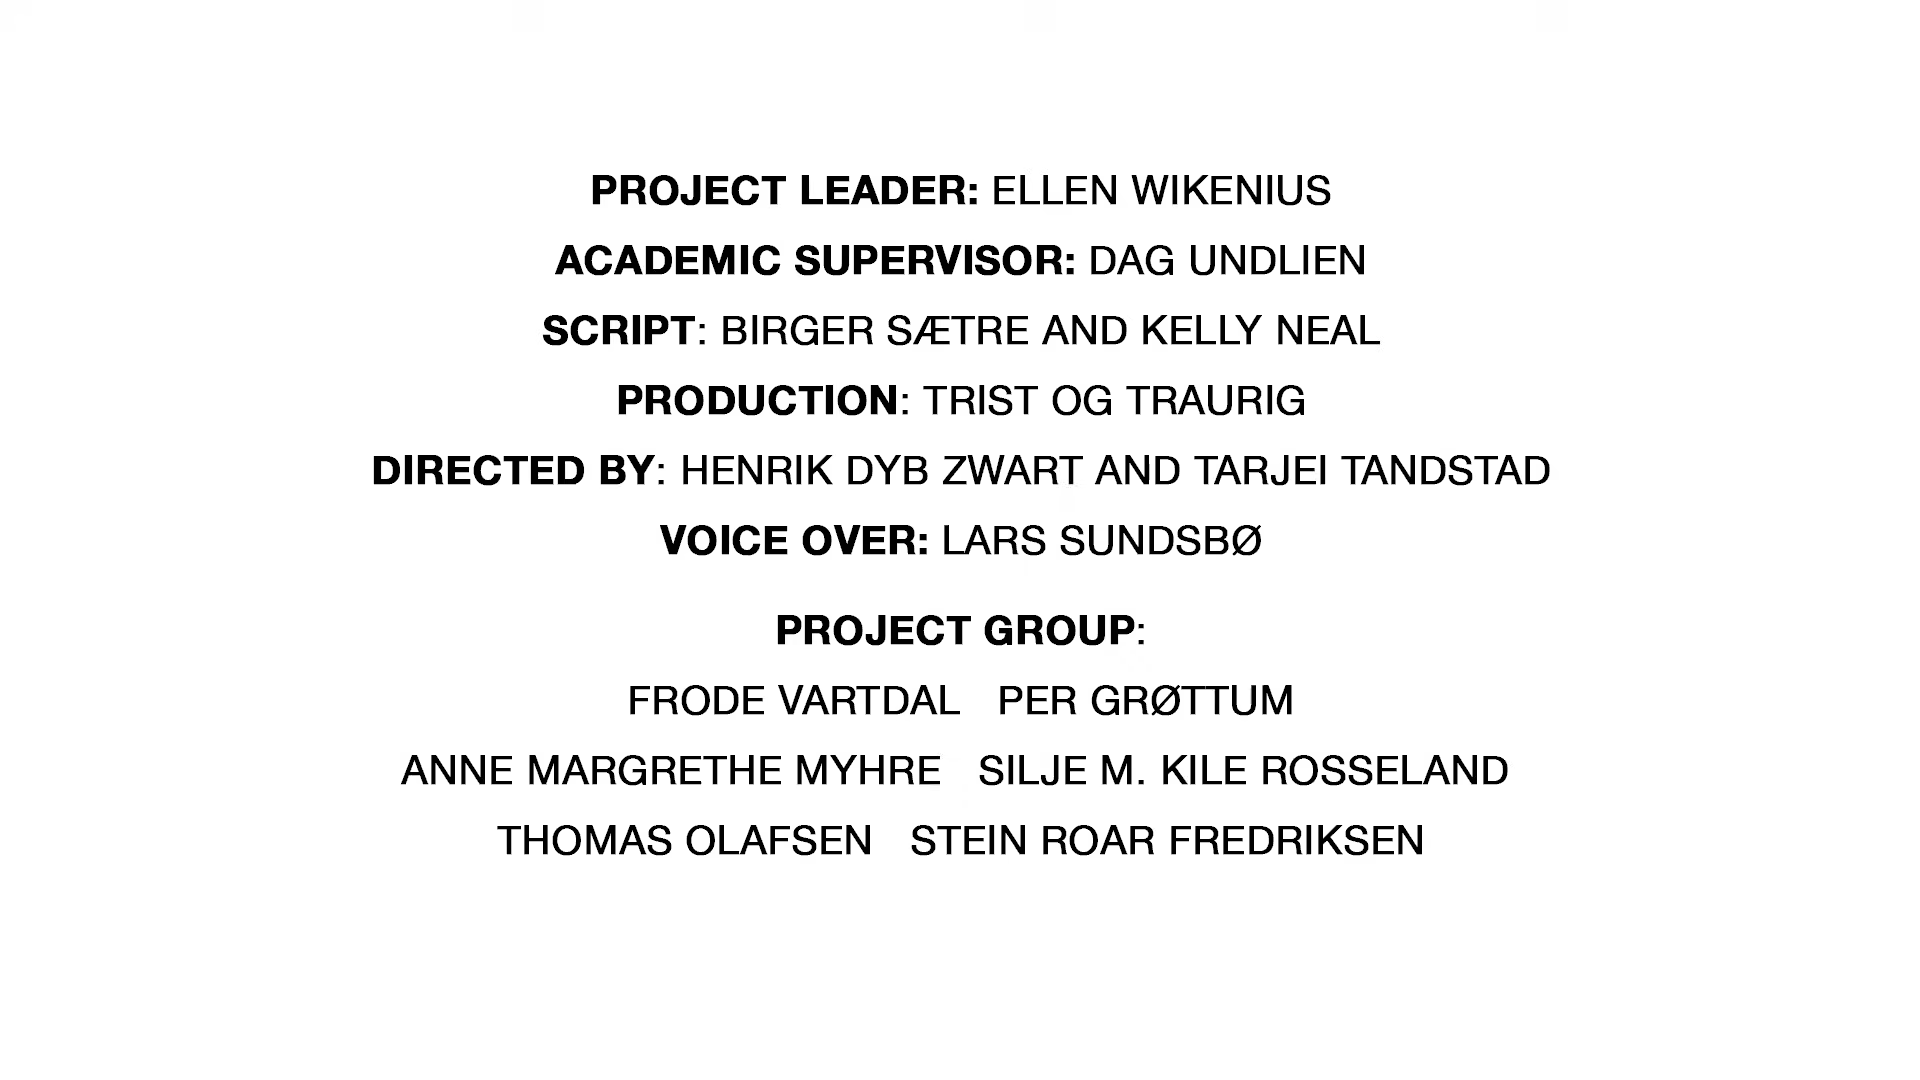 PROJECT LEADER: ELLEN WIKENIUS
ACADEMIC SUPERVISOR: DAG UNDLIEN
SCRIPT: BIRGER SÆTRE AND KELLY NEAL
PRODUCTION: TRIST OG TRAURIG
DIRECTED BY: HENRIK DYB ZWART AND TARJEI TANDSTAD
VOICE OVER: LARS SUNDSBØ
PROJECT GROUP:
FRODE VARTDAL PER GRØTTUM
ANNE MARGRETHE MYHRE SILJE M. KILE ROSSELAND
THOMAS OLAFSEN STEIN ROAR FREDRIKSEN